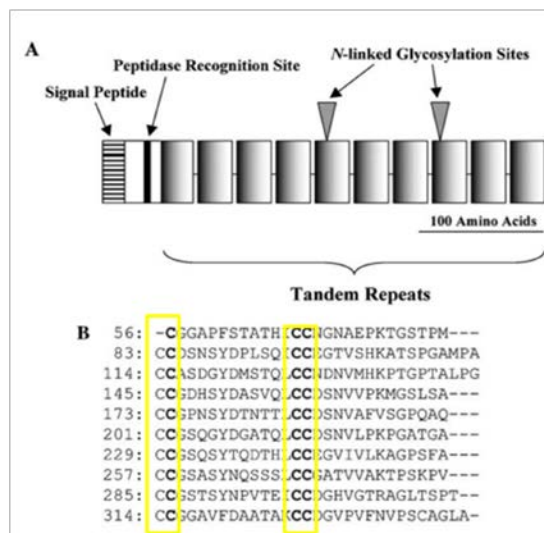 A
N-linked Glycosylation Sites
Peptidase Recognition Site
Signal Peptide
100 Amino Acids
Tandem Repeats
B
56: -CGGAPFSTATHICCNGNAEPKTGSTPM---
83: CCDSNSYDPLSQICCEGTVSHKATSPGAMPA
114: CCASDGYDMSTQLCCNDNVMHKPTGPTALPG
145: CCGDHSYDASVQLCCDSNVVPKMGSLSA---
173: CCGPNSYDTNTTLCCDSNVAFVSGPQAQ---
201: CCGSQGYDGATQLCCDSNVLPKPGATGA---
229: CCGSQSYTQDTHLCCEGVIVLKAGPSFA---
257: CCGSASYNQSSSLCCGATVVAKTPSKPV---
285: CCGSTSYNPVTEICCDGHVGTRAGLTSPT--
314: CCGGAVFDAATAKCCDGVPVFNVPSCAGLA-